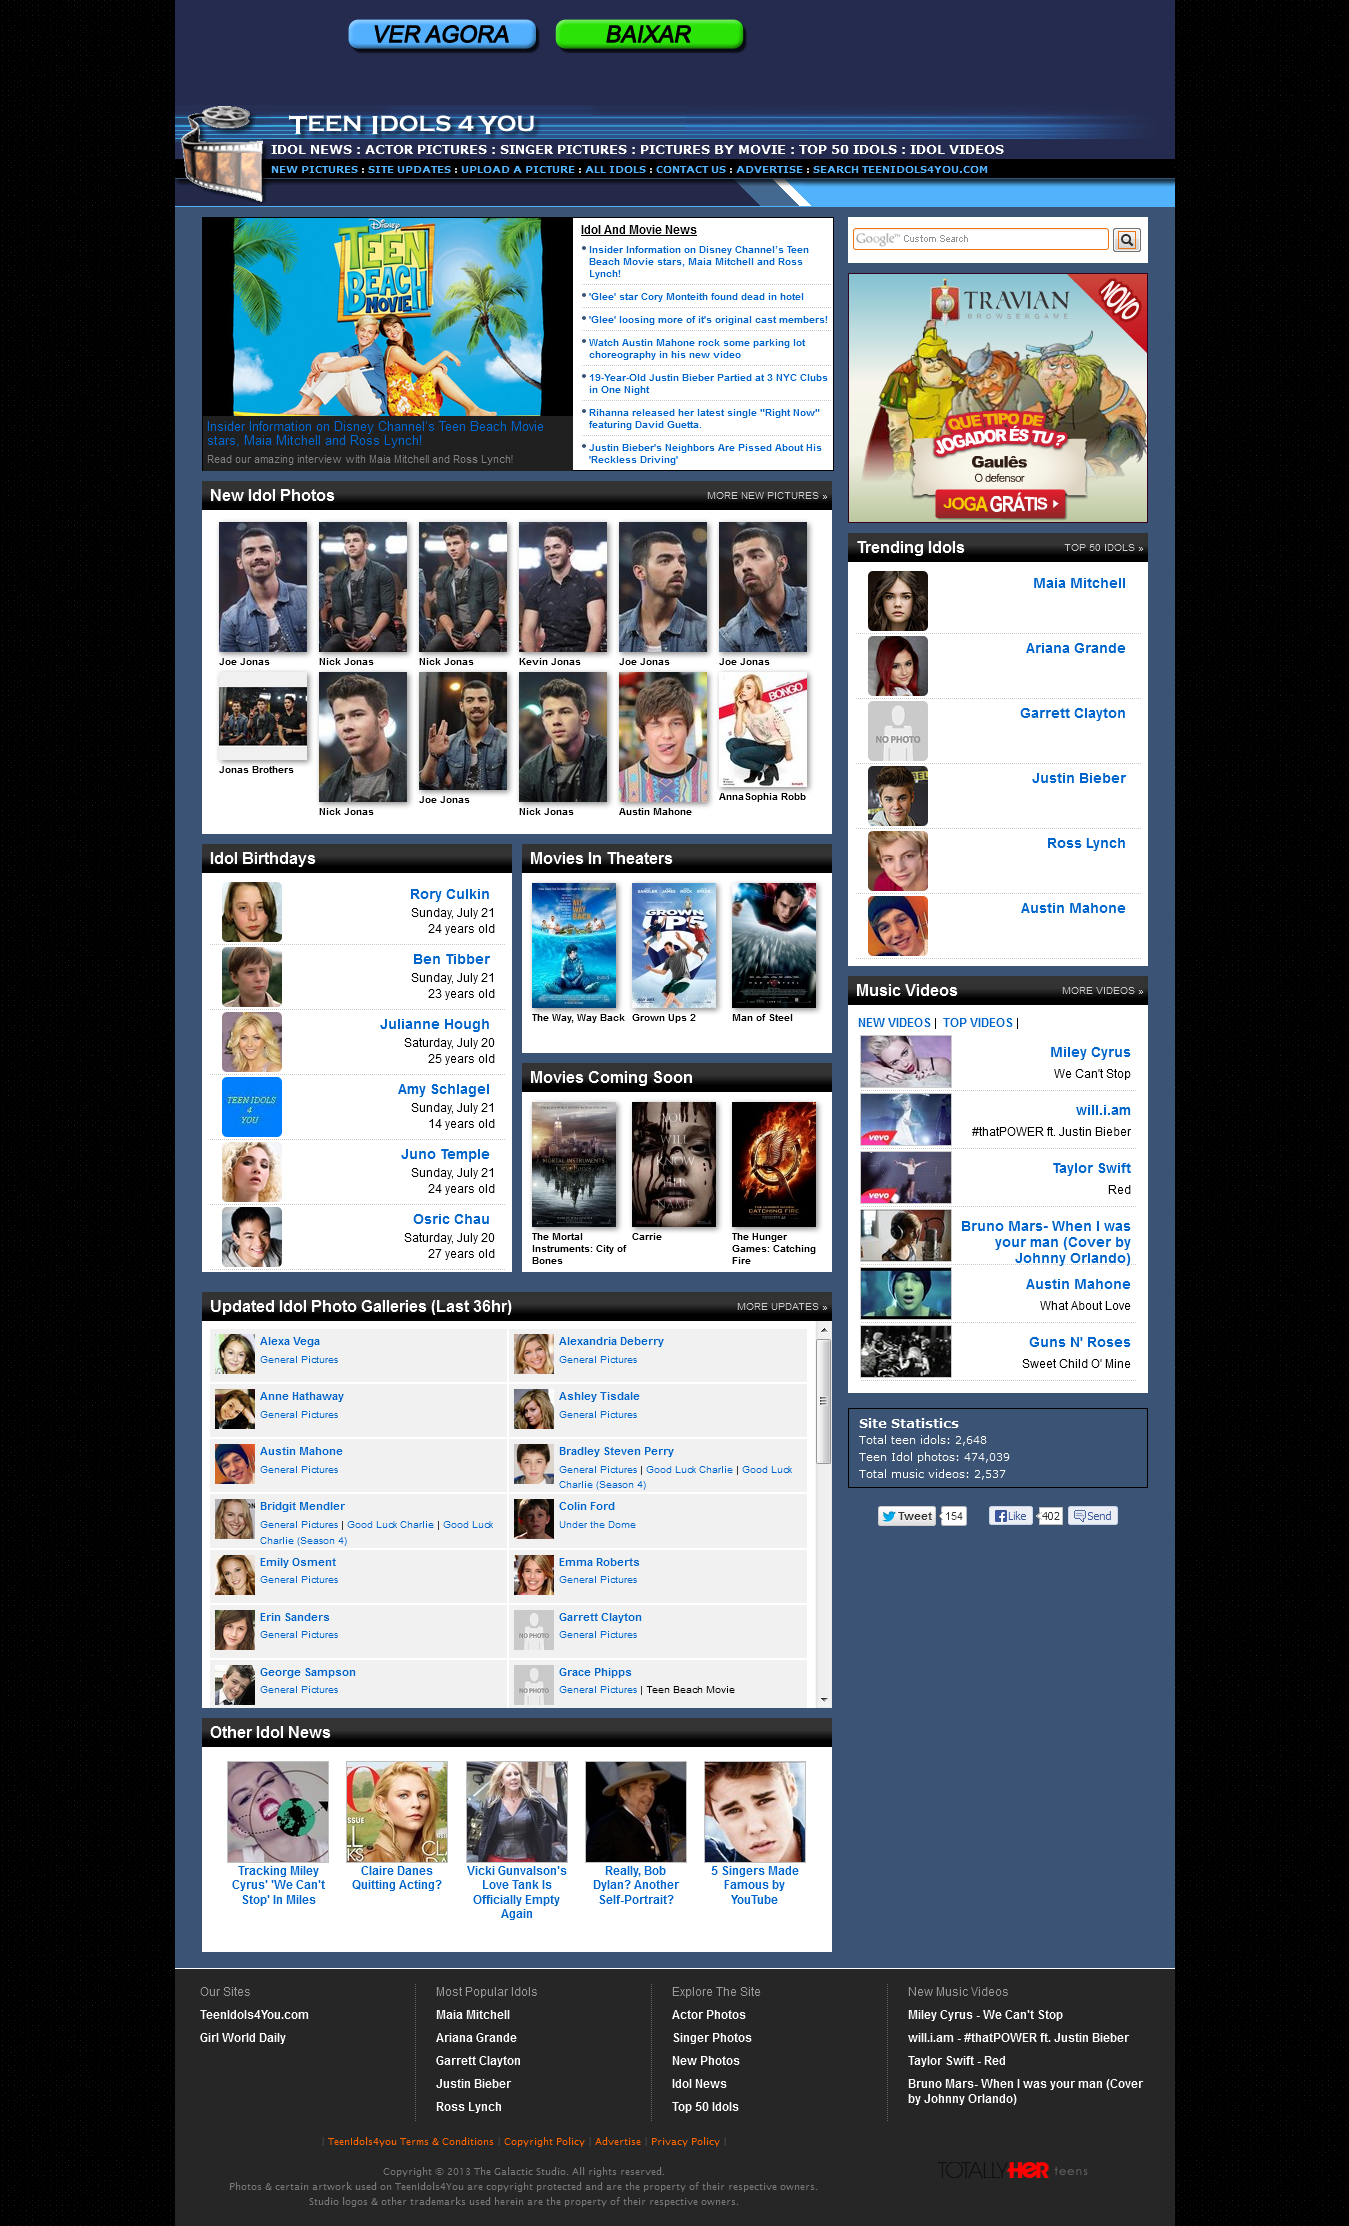 VER AGORA
BAIXAR
TEEN IDOLS 4 YOU
IDOL NEWS : ACTOR PICTURES : SINGER PICTURES : PICTURES BY MOVIE : TOP 50 IDOLS : IDOL VIDEOS
NEW PICTURES : SITE UPDATES : UPLOAD A PICTURE : ALL IDOLS : CONTACT US : ADVERTISE : SEARCH TEENIDOLS4YOU.COM
Disney
TEEN
BEACH
MOVIE
Insider Information on Disney Channel's Teen Beach Movie
stars, Maia Mitchell and Ross Lynch!
Read our amazing interview with Maia Mitchell and Ross Lynch!
Idol And Movie News
Insider Information on Disney Channel's Teen
Beach Movie stars, Maia Mitchell and Ross
Lynch!
'Glee' star Cory Monteith found dead in hotel
'Glee' loosing more of it's original cast members!
Watch Austin Mahone rock some parking lot
choreography in his new video
19-Year-Old Justin Bieber Partied at 3 NYC Clubs
in One Night
Rihanna released her latest single "Right Now"
featuring David Guetta.
Justin Bieber's Neighbors Are Pissed About His
'Reckless Driving'
Google Custom Search
TRAVIAN
BROWSERGAME
NOVO
QUE TIPO DE
JOGADOR ÉS TU ?
Gaulês
O defensor
JOGA GRÁTIS
New Idol Photos
MORE NEW PICTURES »
Joe Jonas
Nick Jonas
Nick Jonas
Kevin Jonas
Joe Jonas
Joe Jonas
BONGO
Jonas Brothers
Nick Jonas
Joe Jonas
Nick Jonas
Austin Mahone
AnnaSophia Robb
Trending Idols
TOP 50 IDOLS »
Maia Mitchell
Ariana Grande
NO PHOTO
Garrett Clayton
Justin Bieber
Ross Lynch
Austin Mahone
Idol Birthdays
Rory Culkin
Sunday, July 21
24 years old
Ben Tibber
Sunday, July 21
23 years old
Julianne Hough
Saturday, July 20
25 years old
TEEN IDOLS
4
YOU
Amy Schlagel
Sunday, July 21
14 years old
Juno Temple
Sunday, July 21
24 years old
Osric Chau
Saturday, July 20
27 years old
Movies In Theaters
WAY WAY
BACK
SANDLER JAMES ROCK SPADE
GROWN
UPS
The Way, Way Back
Grown Ups 2
Man of Steel
Movies Coming Soon
MORTAL INSTRUMENTS
YOU
WILL
KNOW
HER
NAME
CATCHING FIRE
The Mortal
Instruments: City of
Bones
Carrie
The Hunger
Games: Catching
Fire
Music Videos
MORE VIDEOS »
NEW VIDEOS | TOP VIDEOS |
Miley Cyrus
We Can't Stop
vevo
will.i.am
#thatPOWER ft. Justin Bieber
vevo
Taylor Swift
Red
Bruno Mars- When I was
your man (Cover by
Johnny Orlando)
Austin Mahone
What About Love
Guns N' Roses
Sweet Child O' Mine
Site Statistics
Total teen idols: 2,648
Teen Idol photos: 474,039
Total music videos: 2,537
Tweet 154
Like 402 Send
Updated Idol Photo Galleries (Last 36hr)
MORE UPDATES »
Alexa Vega
General Pictures
Alexandria Deberry
General Pictures
Anne Hathaway
General Pictures
Ashley Tisdale
General Pictures
Austin Mahone
General Pictures
Bradley Steven Perry
General Pictures | Good Luck Charlie | Good Luck
Charlie (Season 4)
Bridgit Mendler
General Pictures | Good Luck Charlie | Good Luck
Charlie (Season 4)
Colin Ford
Under the Dome
Emily Osment
General Pictures
Emma Roberts
General Pictures
Erin Sanders
General Pictures
NO PHOTO
Garrett Clayton
General Pictures
George Sampson
General Pictures
NO PHOTO
Grace Phipps
General Pictures | Teen Beach Movie
Other Idol News
Tracking Miley
Cyrus' 'We Can't
Stop' In Miles
Claire Danes
Quitting Acting?
Vicki Gunvalson's
Love Tank Is
Officially Empty
Again
Really, Bob
Dylan? Another
Self-Portrait?
5 Singers Made
Famous by
YouTube
Our Sites
TeenIdols4You.com
Girl World Daily
Most Popular Idols
Maia Mitchell
Ariana Grande
Garrett Clayton
Justin Bieber
Ross Lynch
Explore The Site
Actor Photos
Singer Photos
New Photos
Idol News
Top 50 Idols
New Music Videos
Miley Cyrus - We Can't Stop
will.i.am - #thatPOWER ft. Justin Bieber
Taylor Swift - Red
Bruno Mars- When I was your man (Cover
by Johnny Orlando)
| TeenIdols4you Terms & Conditions | Copyright Policy | Advertise | Privacy Policy |
Copyright © 2013 The Galactic Studio. All rights reserved.
Photos & certain artwork used on TeenIdols4You are copyright protected and are the property of their respective owners.
Studio logos & other trademarks used herein are the property of their respective owners.
TOTALLYHER teens